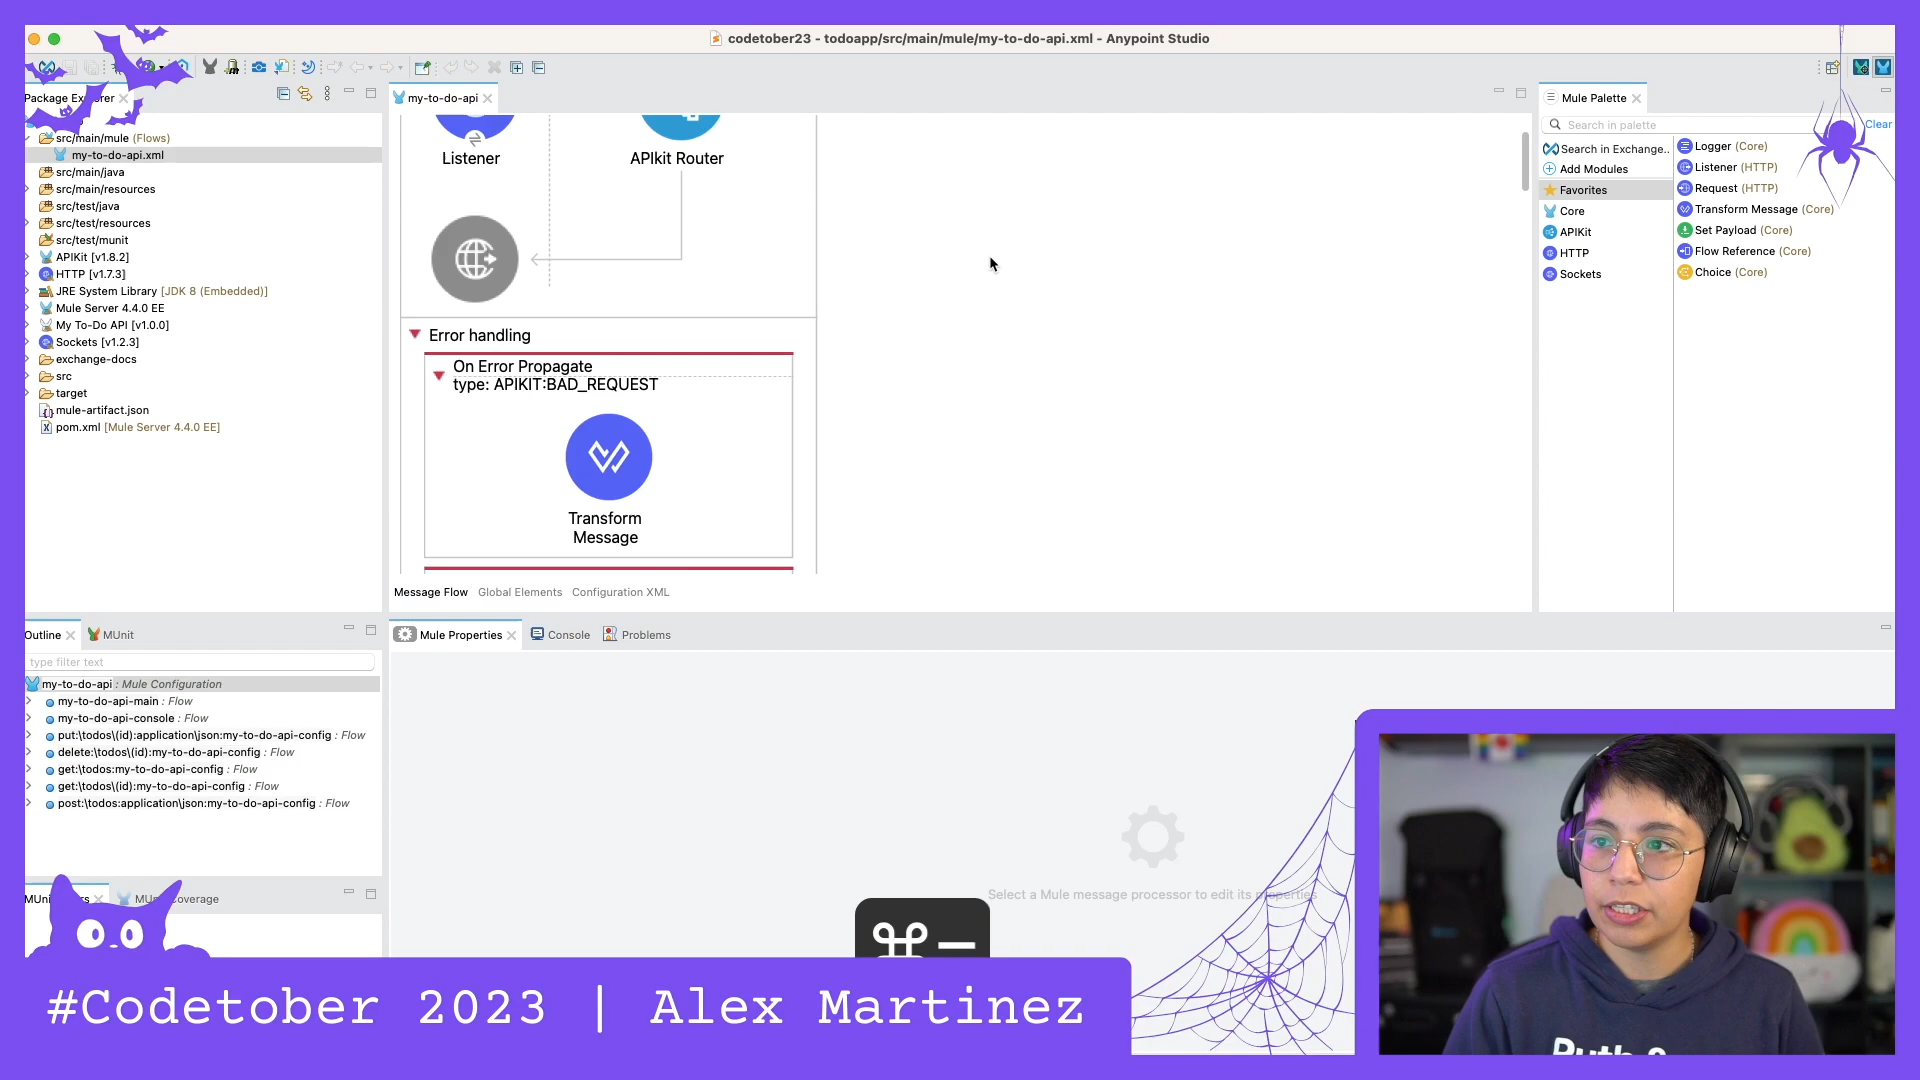 codetober23 - todoapp/src/main/mule/my-to-do-api.xml - Anypoint Studio
Package Explorer
src/main/mule (Flows)
my-to-do-api.xml
src/main/java
src/main/resources
src/test/java
src/test/resources
src/test/munit
APIKit [v1.8.2]
HTTP [v1.7.3]
JRE System Library [JDK 8 (Embedded)]
Mule Server 4.4.0 EE
My To-Do API [v1.0.0]
Sockets [v1.2.3]
exchange-docs
src
target
mule-artifact.json
pom.xml [Mule Server 4.4.0 EE]
my-to-do-api
Listener
APIkit Router
Error handling
On Error Propagate
type: APIKIT:BAD_REQUEST
Transform
Message
Message Flow Global Elements Configuration XML
Mule Palette
Search in palette
Clear
Search in Exchange..
Add Modules
Favorites
Core
APIKit
HTTP
Sockets
Logger (Core)
Listener (HTTP)
Request (HTTP)
Transform Message (Core)
Set Payload (Core)
Flow Reference (Core)
Choice (Core)
Outline MUnit
type filter text
my-to-do-api : Mule Configuration
my-to-do-api-main : Flow
my-to-do-api-console : Flow
put:\todos\(id):application\json:my-to-do-api-config : Flow
delete:\todos\(id):my-to-do-api-config : Flow
get:\todos:my-to-do-api-config : Flow
get:\todos\(id):my-to-do-api-config : Flow
post:\todos:application\json:my-to-do-api-config : Flow
Mule Properties Console Problems
Select a Mule message processor to edit its properties
⌘ –
#Codetober 2023 | Alex Martinez